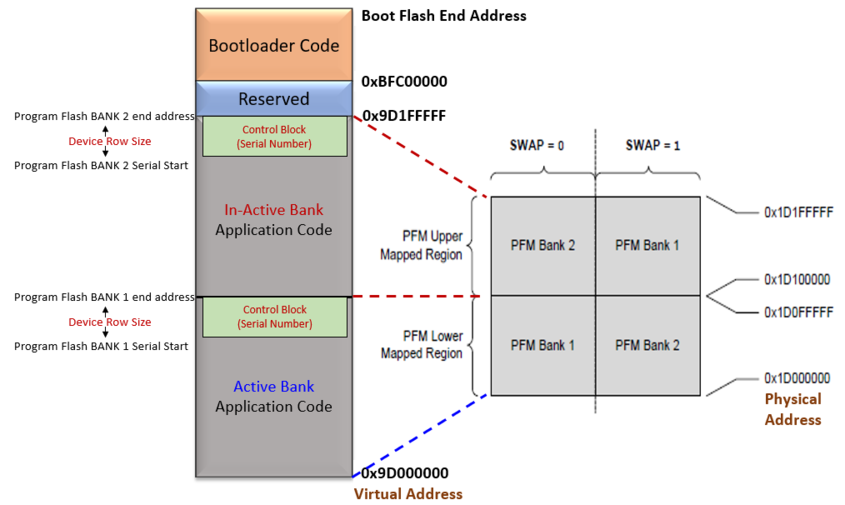 Boot Flash End Address
Bootloader Code
0xBFC00000
Reserved
Program Flash BANK 2 end address
0x9D1FFFFF
Control Block
(Serial Number)
Device Row Size
Program Flash BANK 2 Serial Start
In-Active Bank
Application Code
Program Flash BANK 1 end address
Control Block
(Serial Number)
Device Row Size
Program Flash BANK 1 Serial Start
Active Bank
Application Code
0x9D000000
Virtual Address
SWAP = 0
SWAP = 1
PFM Upper
Mapped Region
PFM Bank 2
PFM Bank 1
0x1D1FFFFF
0x1D100000
0x1D0FFFFF
PFM Lower
Mapped Region
PFM Bank 1
PFM Bank 2
0x1D000000
Physical
Address